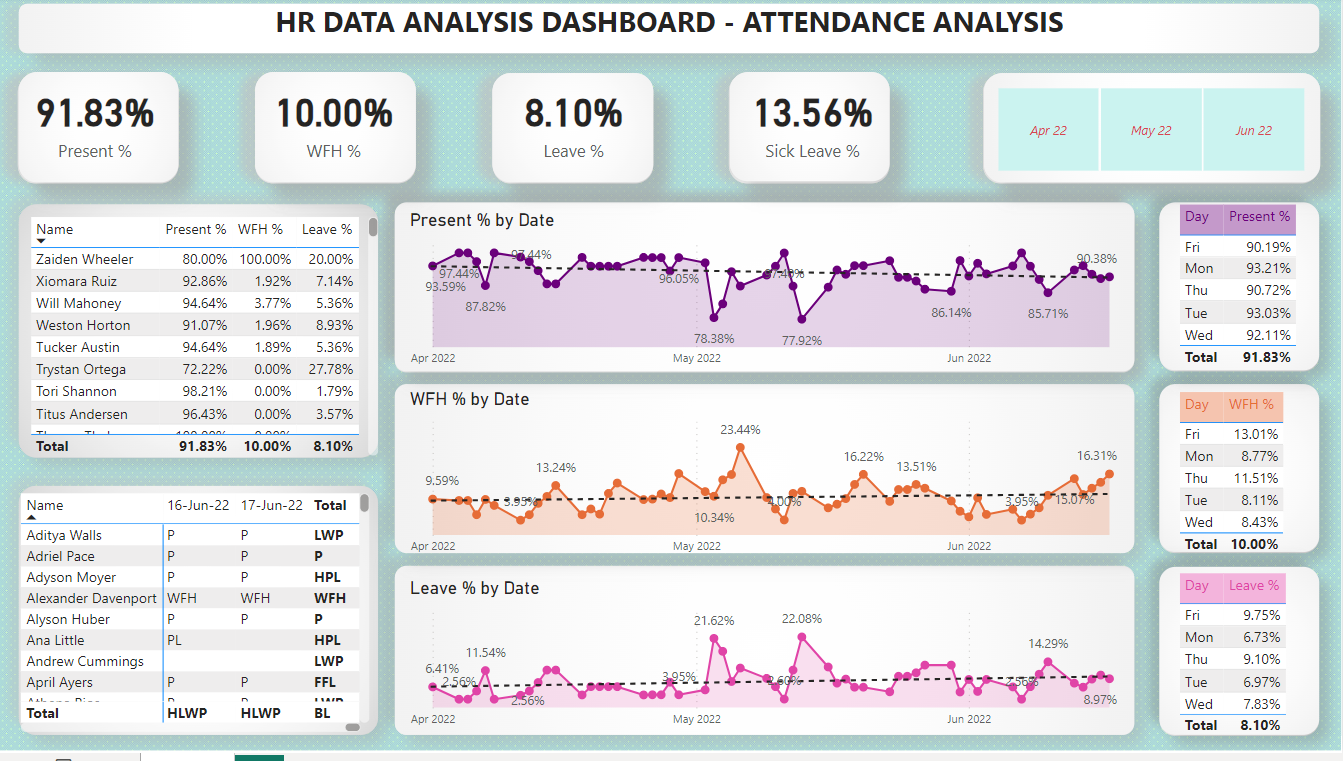 HR DATA ANALYSIS DASHBOARD - ATTENDANCE ANALYSIS
91.83%
Present %
10.00%
WFH %
8.10%
Leave %
13.56%
Sick Leave %
Apr 22 May 22 Jun 22
Name Present % WFH % Leave %
Zaiden Wheeler 80.00% 100.00% 20.00%
Xiomara Ruiz 92.86% 1.92% 7.14%
Will Mahoney 94.64% 3.77% 5.36%
Weston Horton 91.07% 1.96% 8.93%
Tucker Austin 94.64% 1.89% 5.36%
Trystan Ortega 72.22% 0.00% 27.78%
Tori Shannon 98.21% 0.00% 1.79%
Titus Andersen 96.43% 0.00% 3.57%
Total 91.83% 10.00% 8.10%
Name 16-Jun-22 17-Jun-22 Total
Aditya Walls P P LWP
Adriel Pace P P P
Adyson Moyer P P HPL
Alexander Davenport WFH WFH WFH
Alyson Huber P P P
Ana Little PL HPL
Andrew Cummings LWP
April Ayers P P FFL
Total HLWP HLWP BL
Present % by Date
97.44%
90.38%
97.44%
96.05%
93.59%
87.82%
86.14%
85.71%
78.38%
77.92%
Apr 2022 May 2022 Jun 2022
WFH % by Date
23.44%
16.31%
16.22%
13.24%
13.51%
9.59%
3.95%
4.00%
3.95%
15.07%
10.34%
Apr 2022 May 2022 Jun 2022
Leave % by Date
21.62%
22.08%
14.29%
11.54%
6.41%
2.56%
3.95%
2.60%
2.56%
2.56%
8.97%
Apr 2022 May 2022 Jun 2022
Day Present %
Fri 90.19%
Mon 93.21%
Thu 90.72%
Tue 93.03%
Wed 92.11%
Total 91.83%
Day WFH %
Fri 13.01%
Mon 8.77%
Thu 11.51%
Tue 8.11%
Wed 8.43%
Total 10.00%
Day Leave %
Fri 9.75%
Mon 6.73%
Thu 9.10%
Tue 6.97%
Wed 7.83%
Total 8.10%